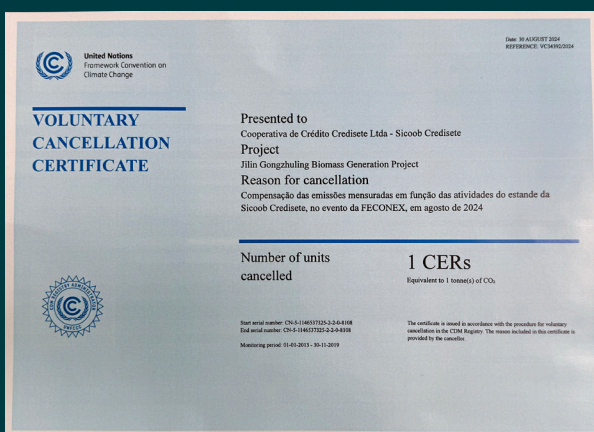 Date: 30 AUGUST 2024
REFERENCE: VC34592/2024
United Nations
Framework Convention on
Climate Change
VOLUNTARY
CANCELLATION
CERTIFICATE
Presented to
Cooperativa de Crédito Credisete Ltda - Sicoob Credisete
Project
Jilin Gongzhuling Biomass Generation Project
Reason for cancellation
Compensação das emissões mensuradas em função das atividades do estande da
Sicoob Credisete, no evento da FECONEX, em agosto de 2024
Number of units
cancelled
1 CERs
Equivalent to 1 tonne(s) of CO₂
Start serial number: CN-5-1146537325-2-2-0-8108
End serial number: CN-5-1146537325-2-2-0-8108
Monitoring period: 01-01-2013 - 30-11-2019
The certificate is issued in accordance with the procedure for voluntary
cancellation in the CDM Registry. The reason included in this certificate is
provided by the canceller.
CDM REGISTRY ADMINISTRATION
UNFCCC